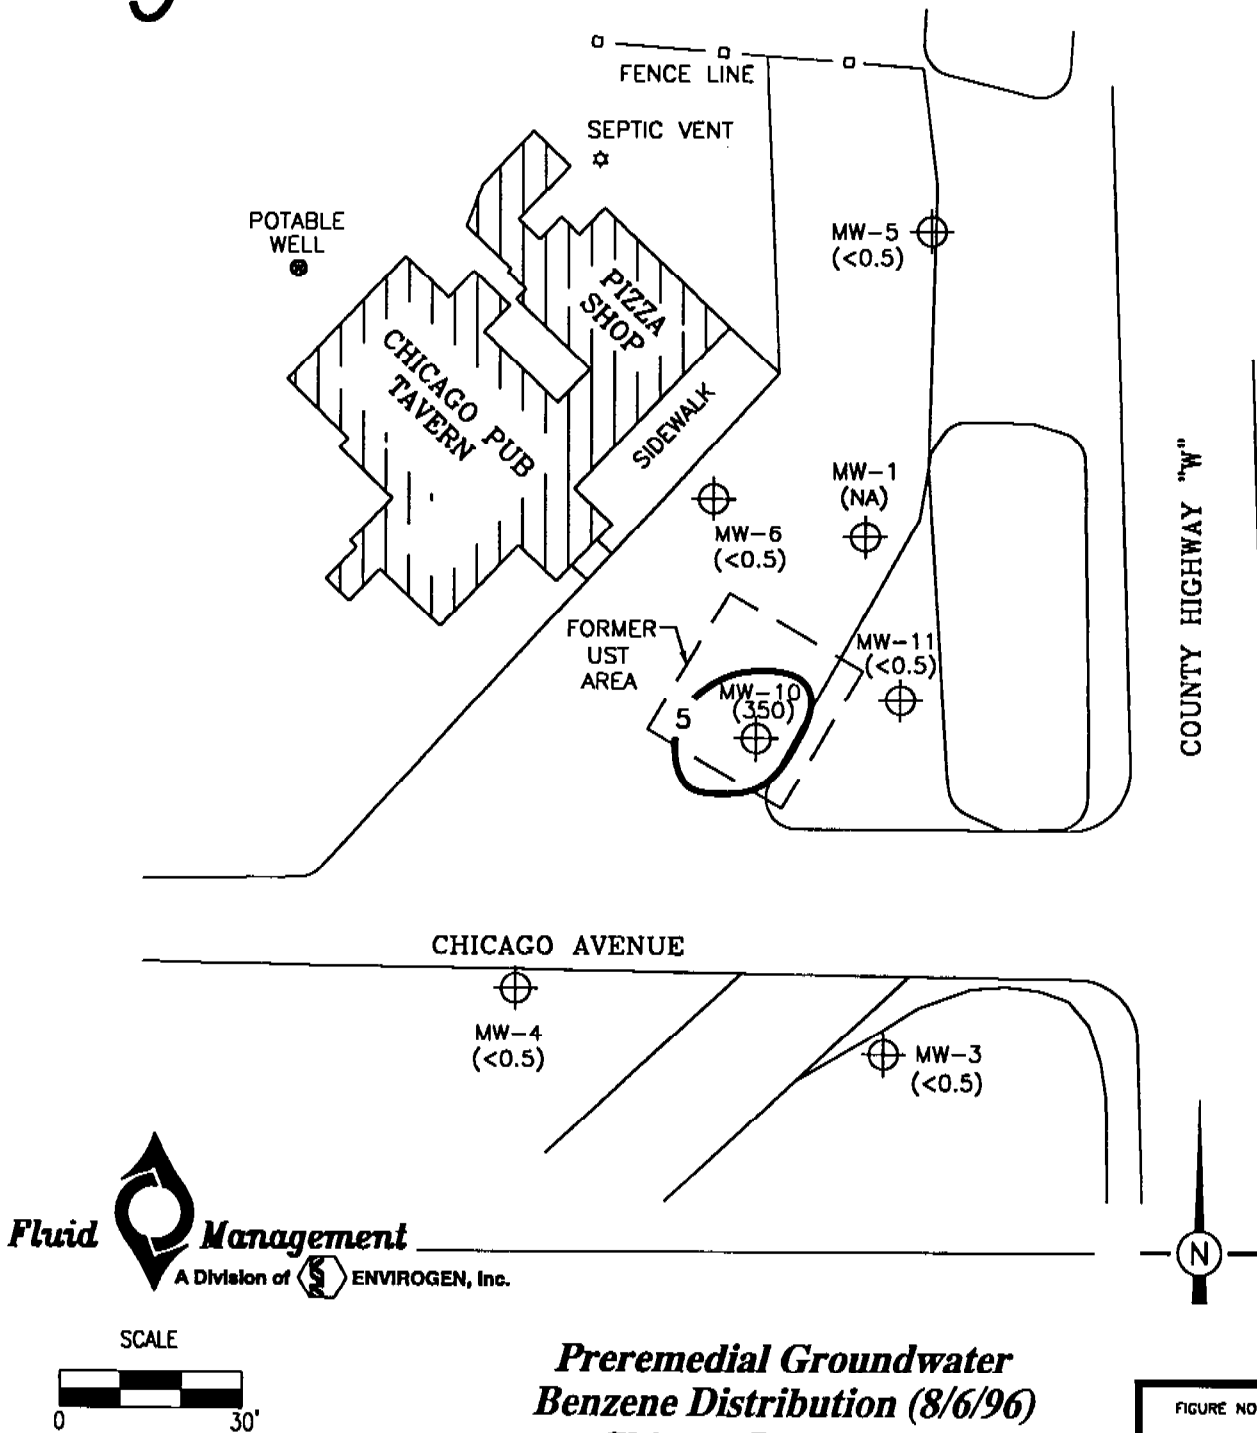 FENCE LINE
SEPTIC VENT
POTABLE
WELL
MW-5
(<0.5)
PIZZA
SHOP
CHICAGO PUB
TAVERN
SIDEWALK
MW-1
(NA)
MW-6
(<0.5)
COUNTY HIGHWAY "W"
FORMER
UST
AREA
MW-11
(<0.5)
MW-10
(350)
5
CHICAGO AVENUE
MW-4
(<0.5)
MW-3
(<0.5)
Fluid Management
A Division of ENVIROGEN, Inc.
N
SCALE
0 30'
Preremedial Groundwater
Benzene Distribution (8/6/96)
FIGURE NO